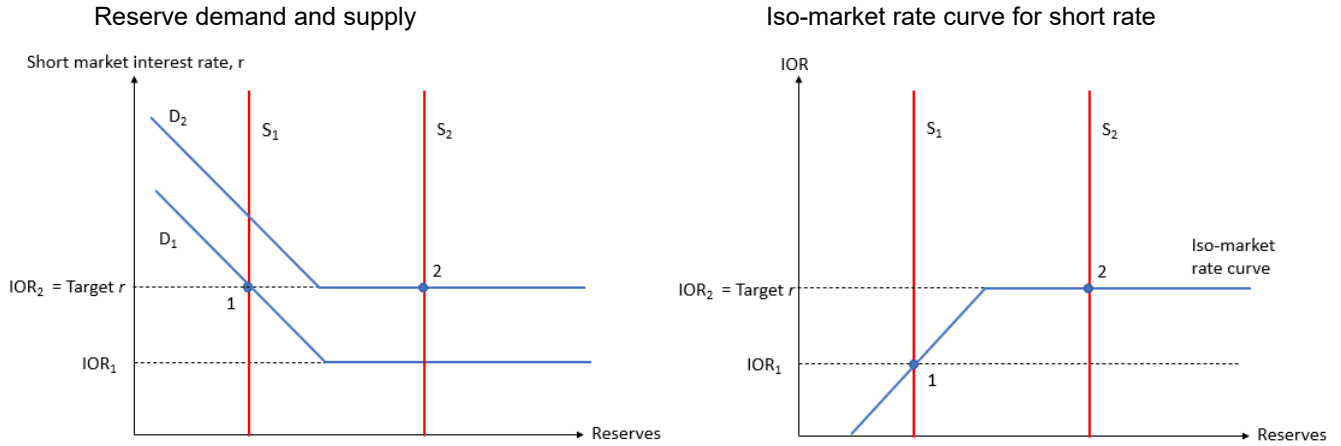 Reserve demand and supply
Short market interest rate, r
D₂
S₁
S₂
D₁
2
IOR₂ = Target r
1
IOR₁
Reserves
Iso-market rate curve for short rate
IOR
S₁
S₂
Iso-market
rate curve
2
IOR₂ = Target r
IOR₁
1
Reserves